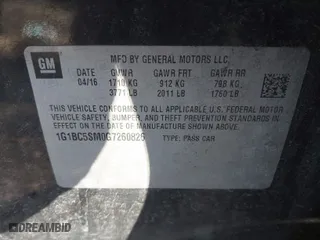 GM
MFD BY GENERAL MOTORS LLC.
DATE GVWR GAWR FRT GAWR RR
04/16 1710 KG 912 KG 798 KG
3771 LB 2011 LB 1760 LB
THIS VEHICLE CONFORMS TO ALL APPLICABLE U.S. FEDERAL MOTOR
VEHICLE SAFETY, BUMPER, AND THEFT PREVENTION STANDARDS
IN EFFECT ON THE DATE OF MANUFACTURE SHOWN ABOVE.
1G1BC5SM0G7260825 TYPE: PASS CAR